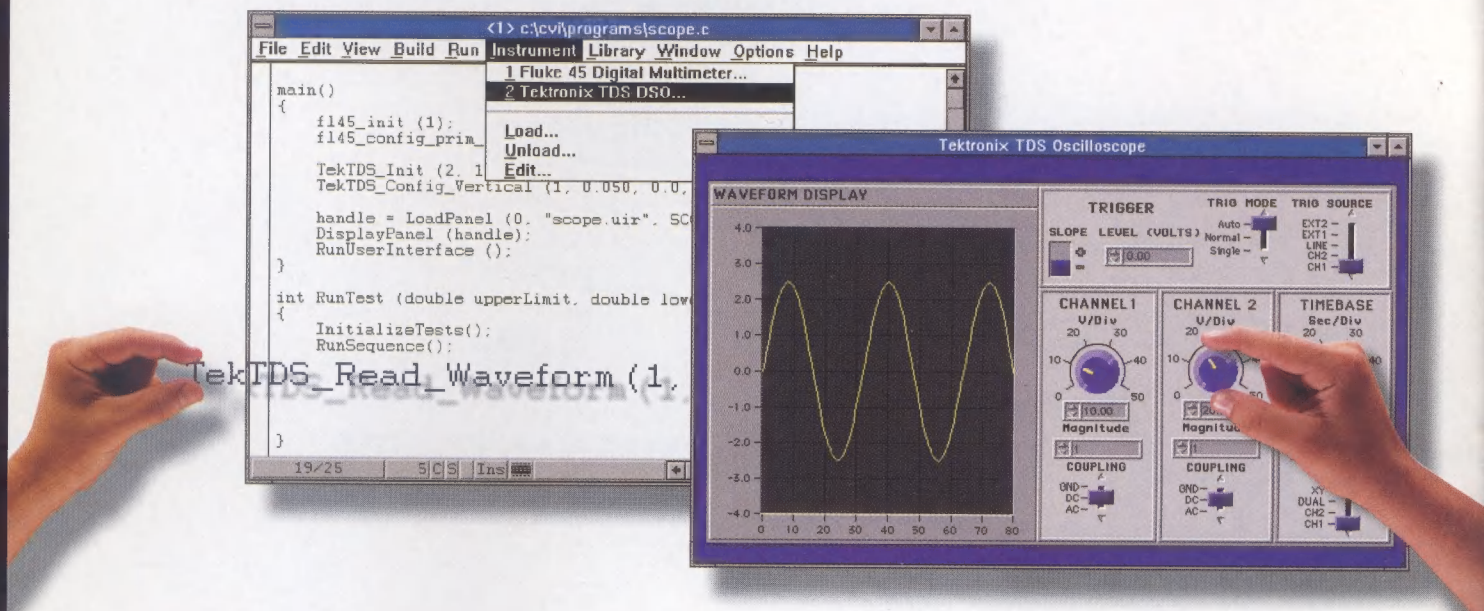 <1> c:\cvi\programs\scope.c
File Edit View Build Run Instrument Library Window Options Help
1 Fluke 45 Digital Multimeter...
2 Tektronix TDS DSO...
Load...
Unload...
Edit...
main()
{
fl45_init (1);
fl45_config_prim_
TekTDS_Init (2, 1
TekTDS_Config_Vertical (1, 0.050, 0.0,
handle = LoadPanel (0, "scope.uir", SC
DisplayPanel (handle);
RunUserInterface ();
}
int RunTest (double upperLimit, double low
{
InitializeTests();
RunSequence();
TekTDS_Read_Waveform (1,
}
19/25 5 C S Ins
Tektronix TDS Oscilloscope
WAVEFORM DISPLAY
4.0
3.0
2.0
1.0
0.0
-1.0
-2.0
-3.0
-4.0
0 10 20 30 40 50 60 70 80
TRIGGER
SLOPE
+
-
LEVEL (VOLTS)
0.00
TRIG MODE
Auto
Normal
Single
TRIG SOURCE
EXT2
EXT1
LINE
CH2
CH1
CHANNEL1
V/Div
20 30
10 40
0 50
10.00
Magnitude
1
COUPLING
GND
DC
AC
CHANNEL 2
V/Div
20
10
0 50
20.
Magnitud
1
COUPLING
GND
DC
AC
TIMEBASE
Sec/Div
20 30
40
50
XY
DUAL
CH2
CH1